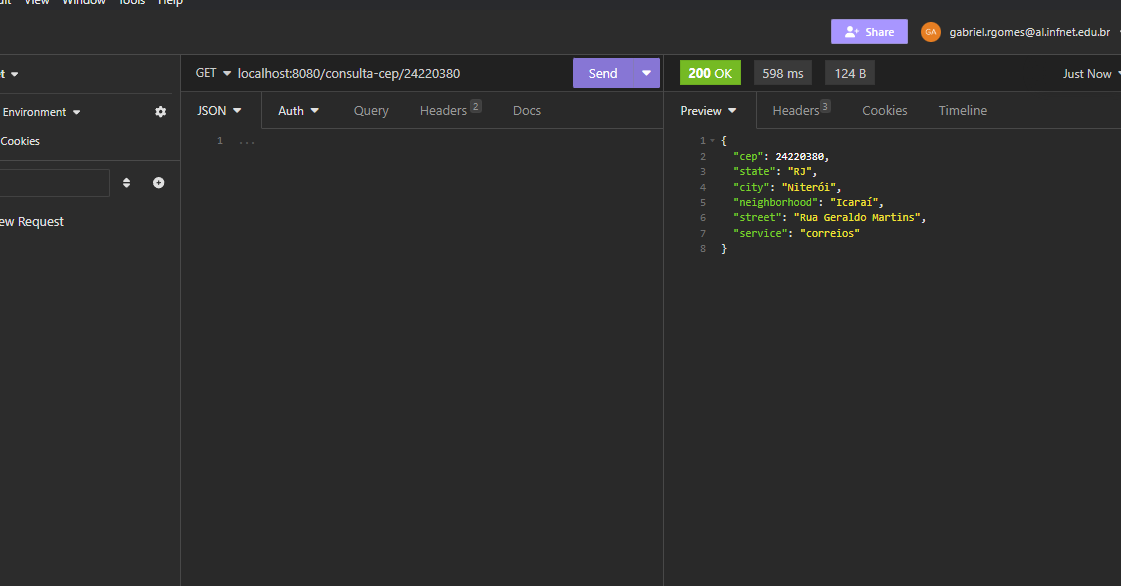 View Window Tools Help
Share GA gabriel.rgomes@al.infnet.edu.br
GET localhost:8080/consulta-cep/24220380 Send 200 OK 598 ms 124 B Just Now
Environment JSON Auth Query Headers 2 Docs Preview Headers 3 Cookies Timeline
Cookies
1 ...
New Request
1 {
2 "cep": 24220380,
3 "state": "RJ",
4 "city": "Niterói",
5 "neighborhood": "Icaraí",
6 "street": "Rua Geraldo Martins",
7 "service": "correios"
8 }